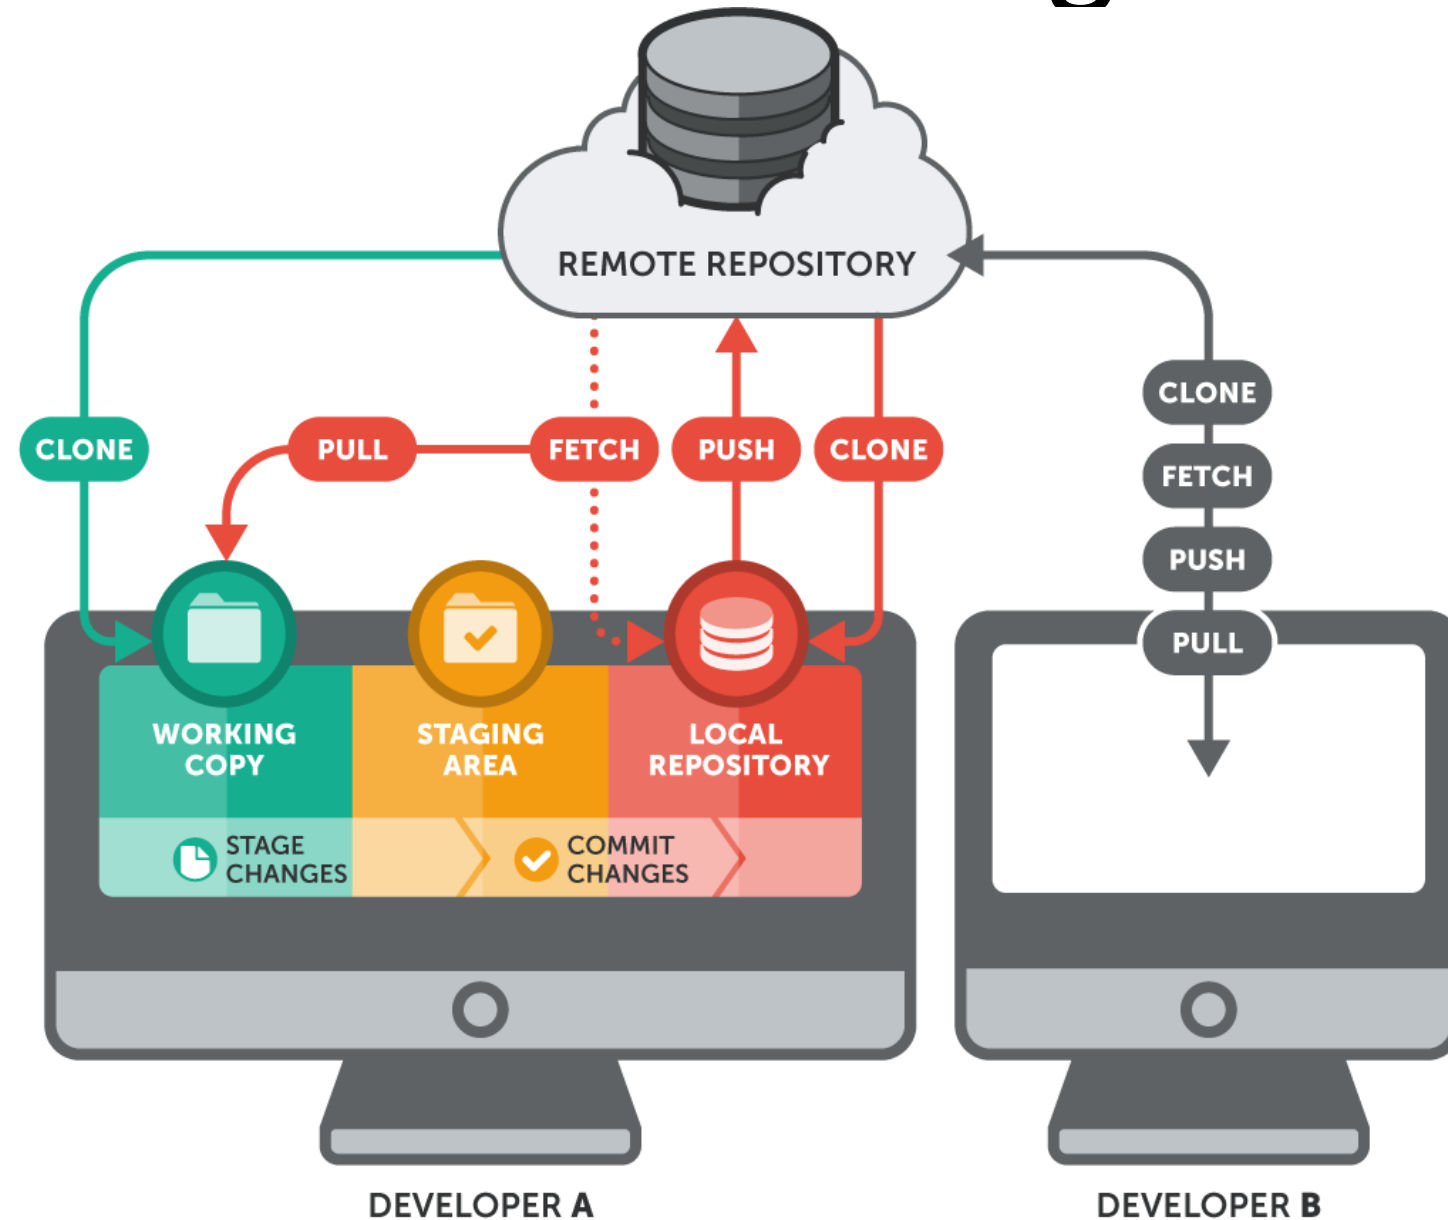 REMOTE REPOSITORY
CLONE
PULL
FETCH
PUSH
CLONE
CLONE
FETCH
PUSH
PULL
WORKING
COPY
STAGING
AREA
LOCAL
REPOSITORY
STAGE
CHANGES
COMMIT
CHANGES
DEVELOPER A
DEVELOPER B